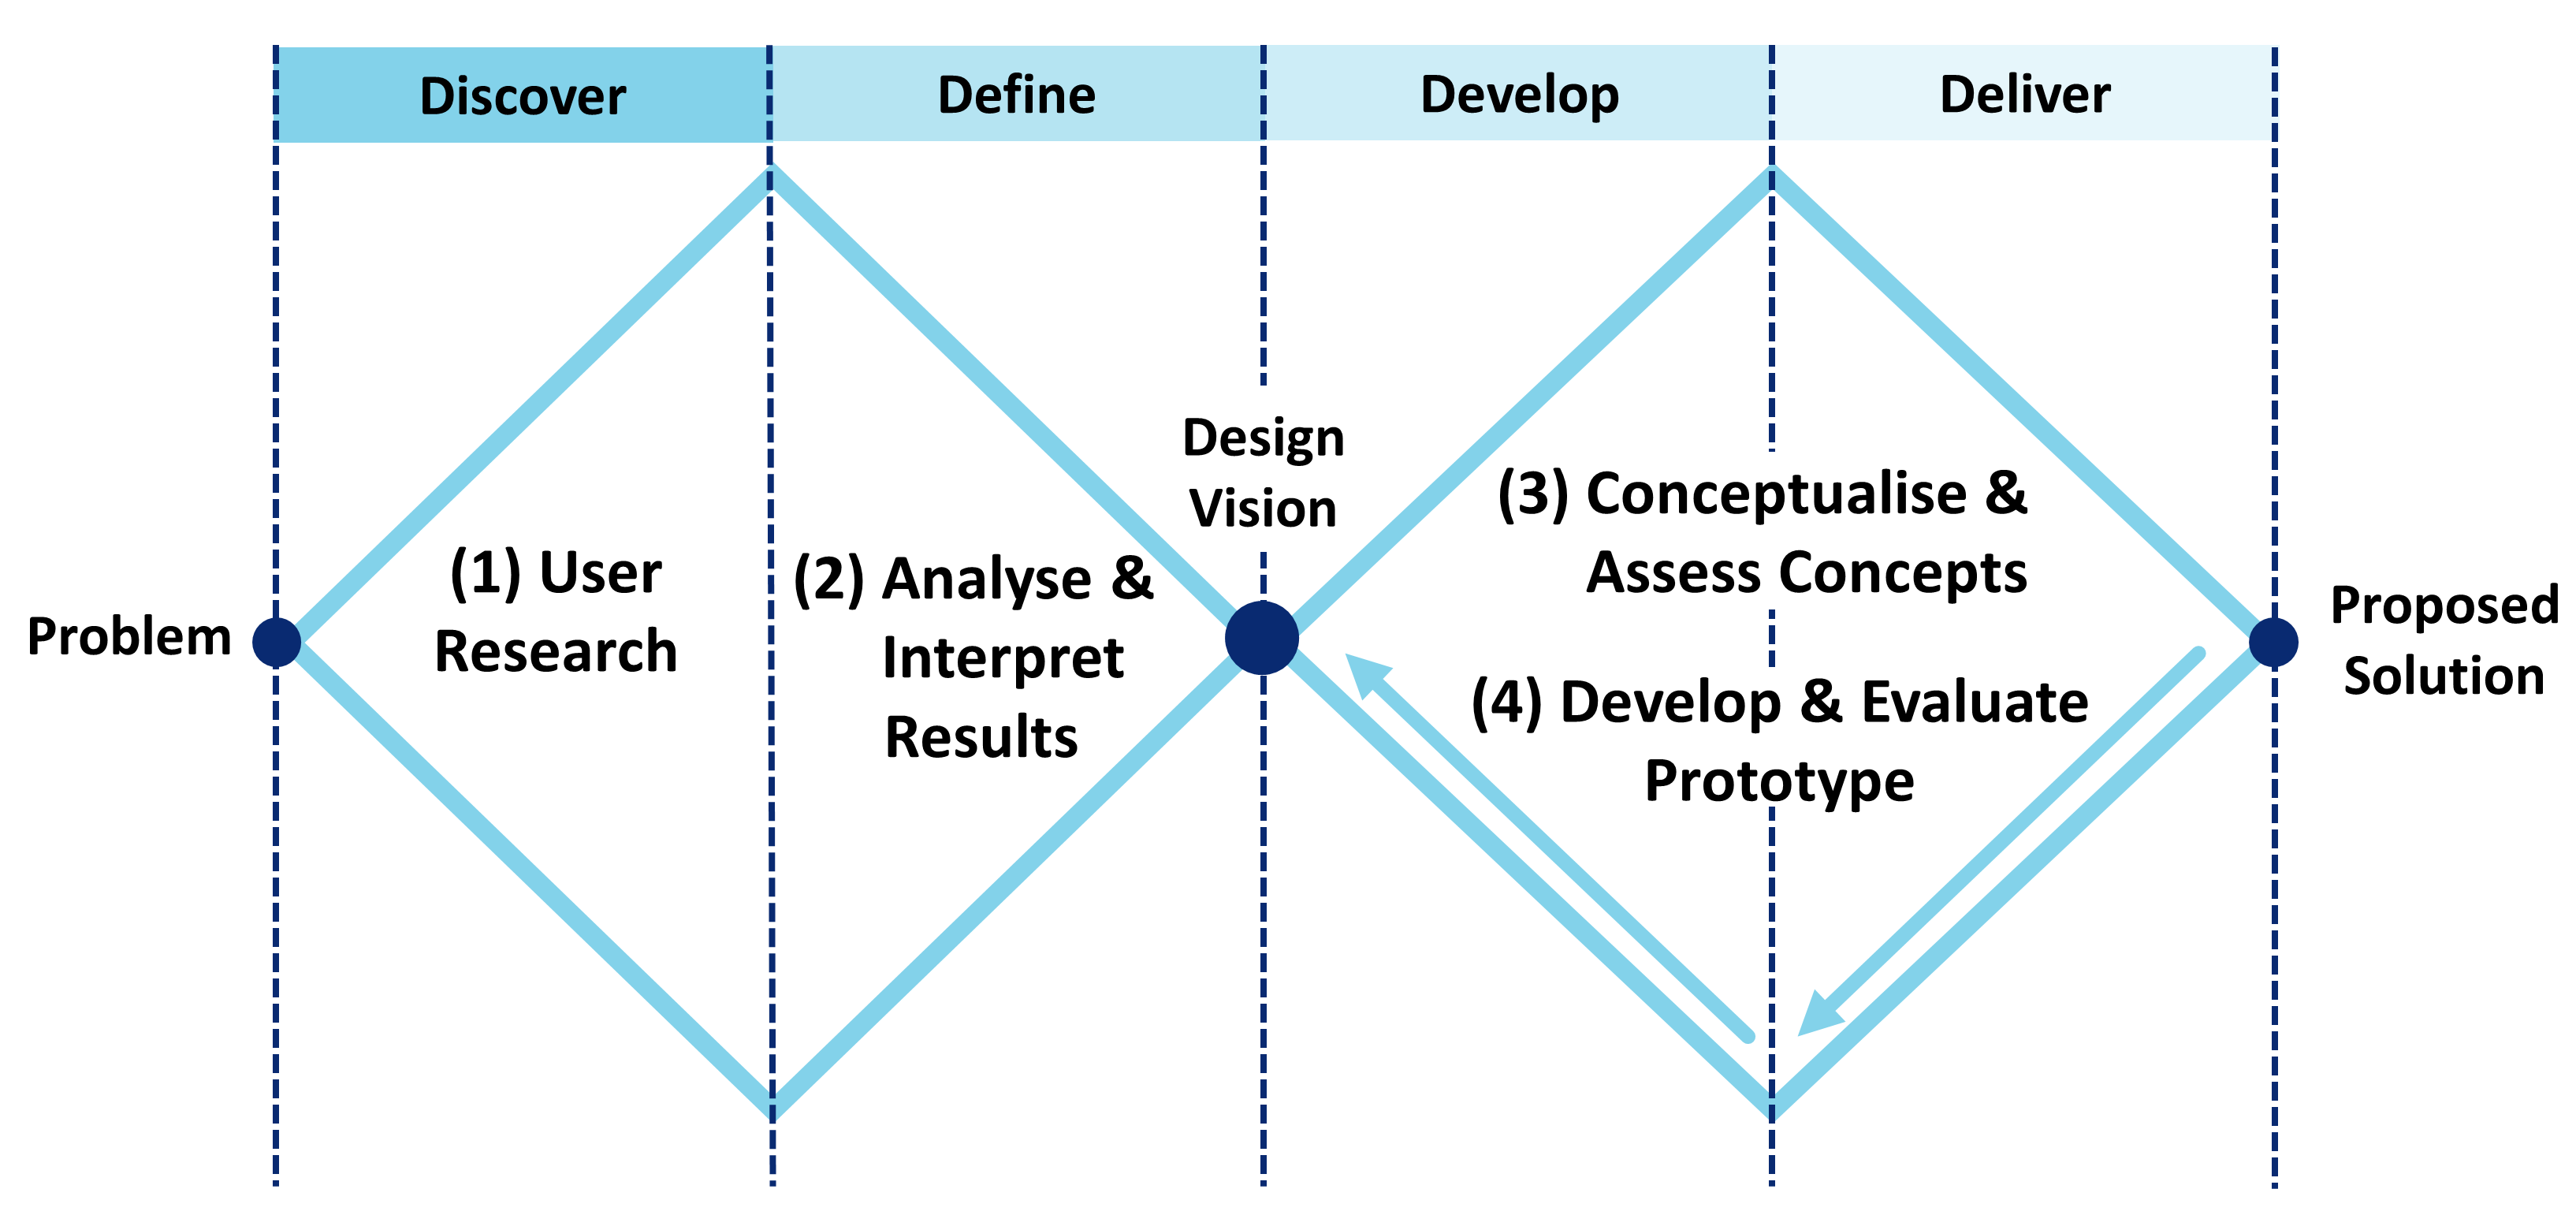 Discover
Define
Develop
Deliver
Problem
(1) User
Research
(2) Analyse &
Interpret
Results
Design
Vision
(3) Conceptualise &
Assess Concepts
(4) Develop & Evaluate
Prototype
Proposed
Solution